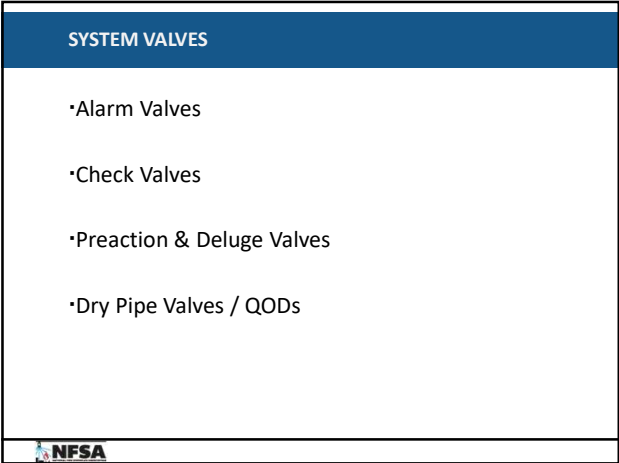 SYSTEM VALVES
·Alarm Valves
·Check Valves
·Preaction & Deluge Valves
·Dry Pipe Valves / QODs
NFSA